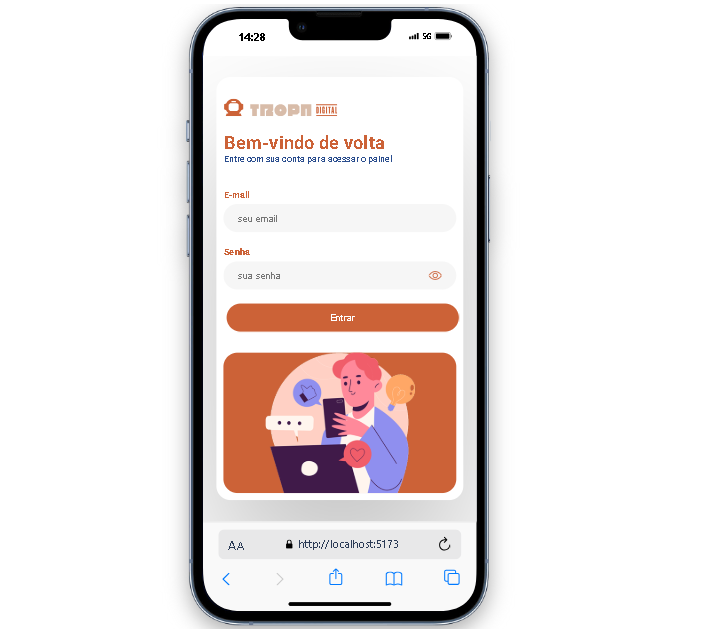 14:28
5G
TROPA DIGITAL
Bem-vindo de volta
Entre com sua conta para acessar o painel
E-mail
seu email
Senha
sua senha
Entrar
AA
http://localhost:5173